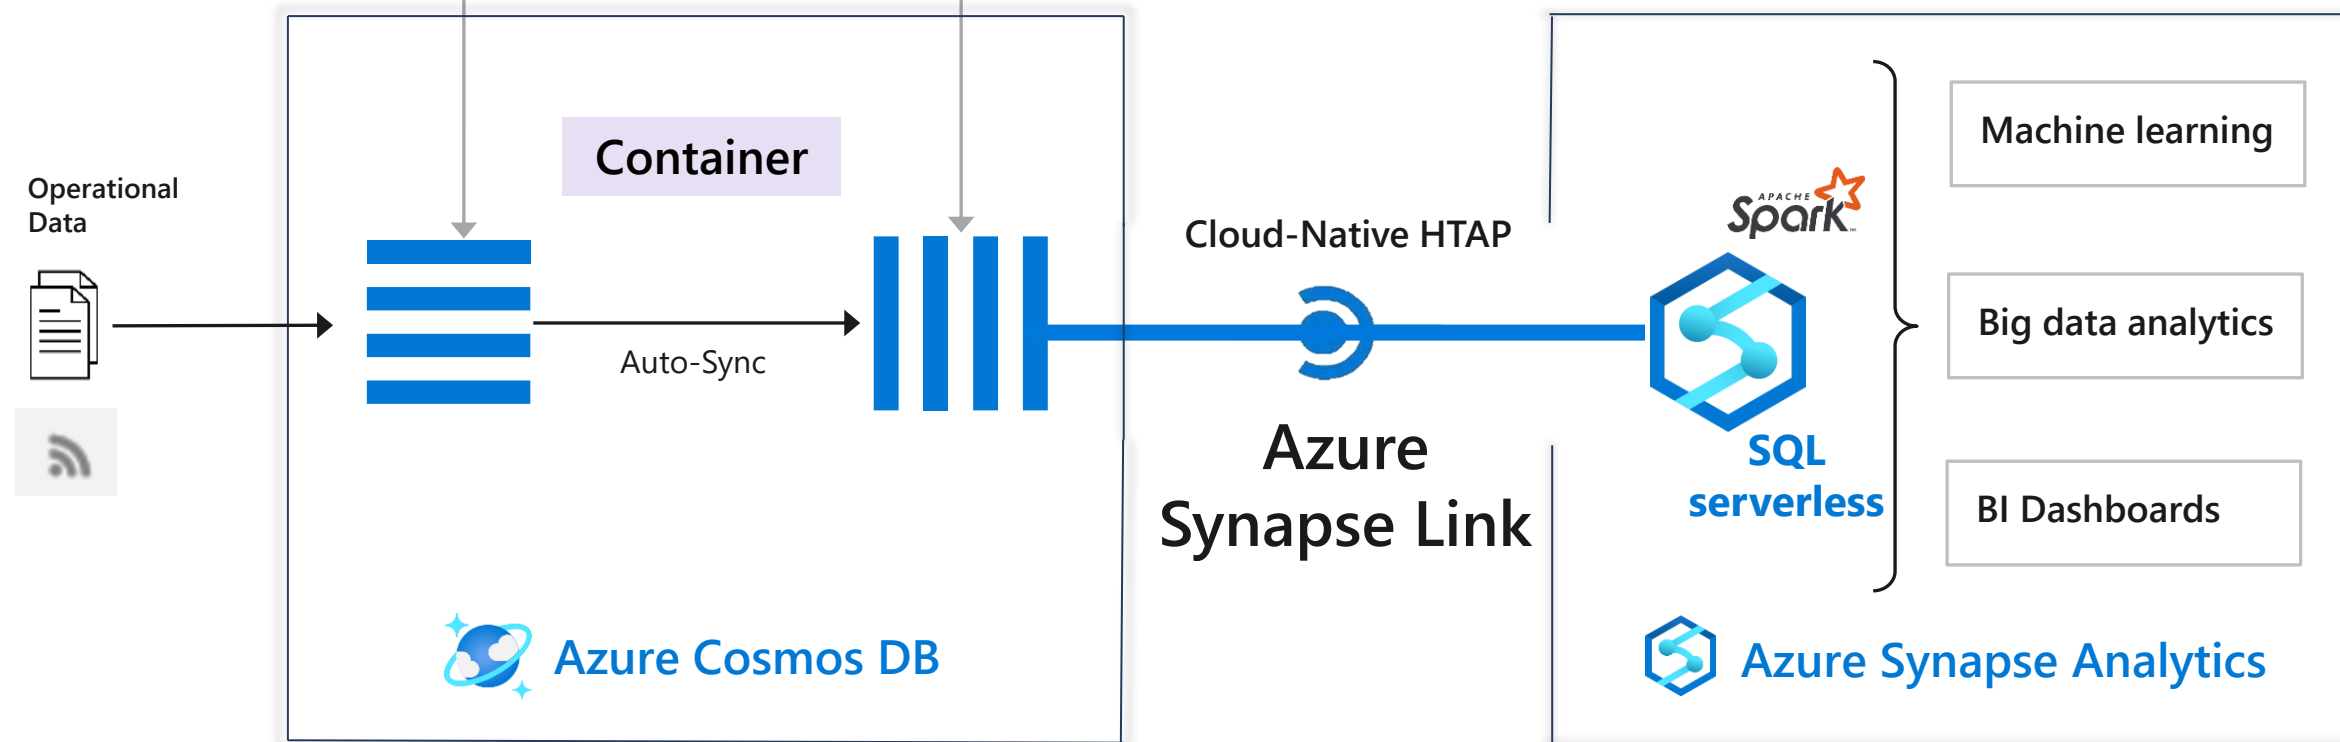 Operational
Data
Container
Auto-Sync
Azure Cosmos DB
Cloud-Native HTAP
Azure
Synapse Link
APACHE
Spark
SQL
serverless
Machine learning
Big data analytics
BI Dashboards
Azure Synapse Analytics